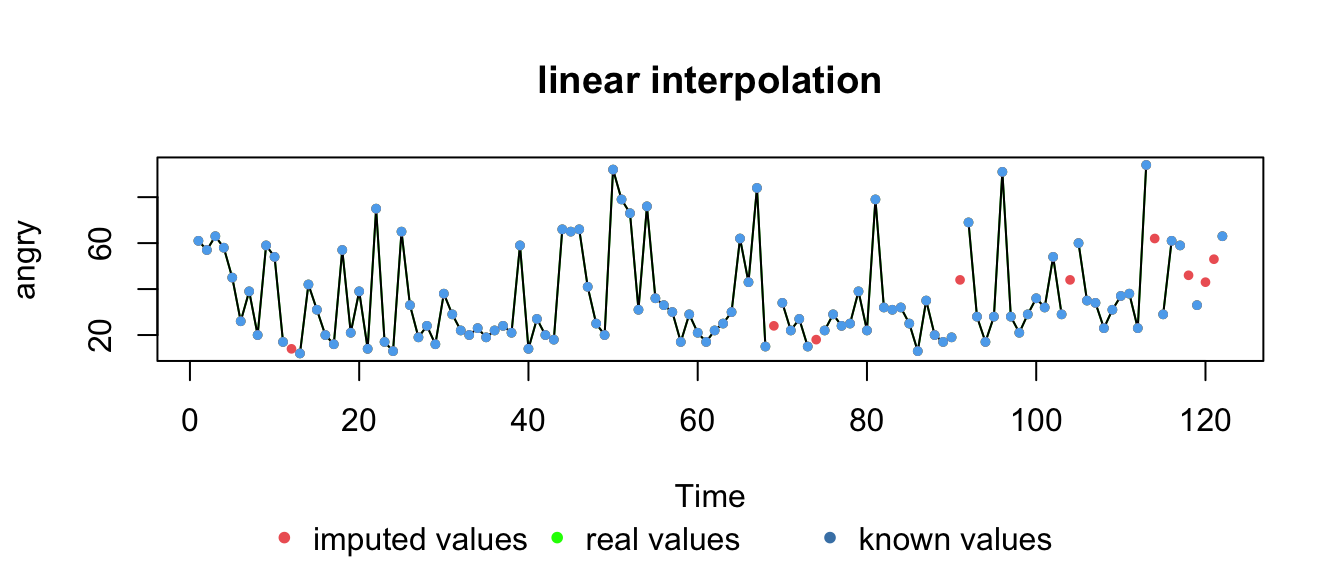 linear interpolation
angry
60
20
0 20 40 60 80 100 120
Time
imputed values real values known values